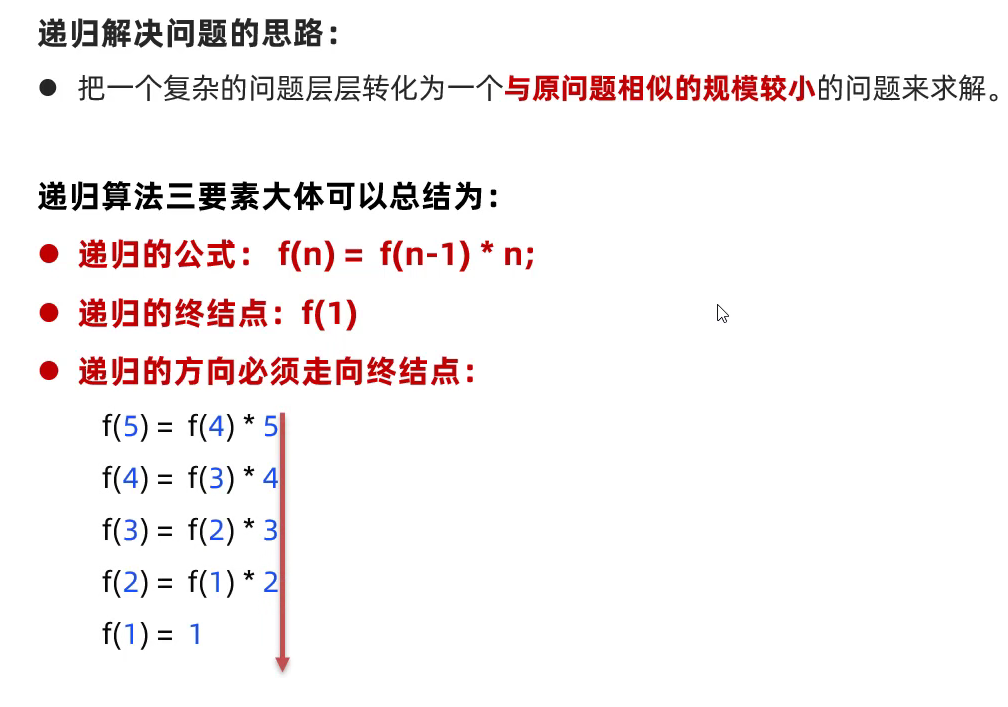 递归解决问题的思路：
● 把一个复杂的问题层层转化为一个与原问题相似的规模较小的问题来求解。
递归算法三要素大体可以总结为：
● 递归的公式： f(n) = f(n-1) * n;
● 递归的终结点：f(1)
● 递归的方向必须走向终结点：
f(5) = f(4) * 5
f(4) = f(3) * 4
f(3) = f(2) * 3
f(2) = f(1) * 2
f(1) = 1